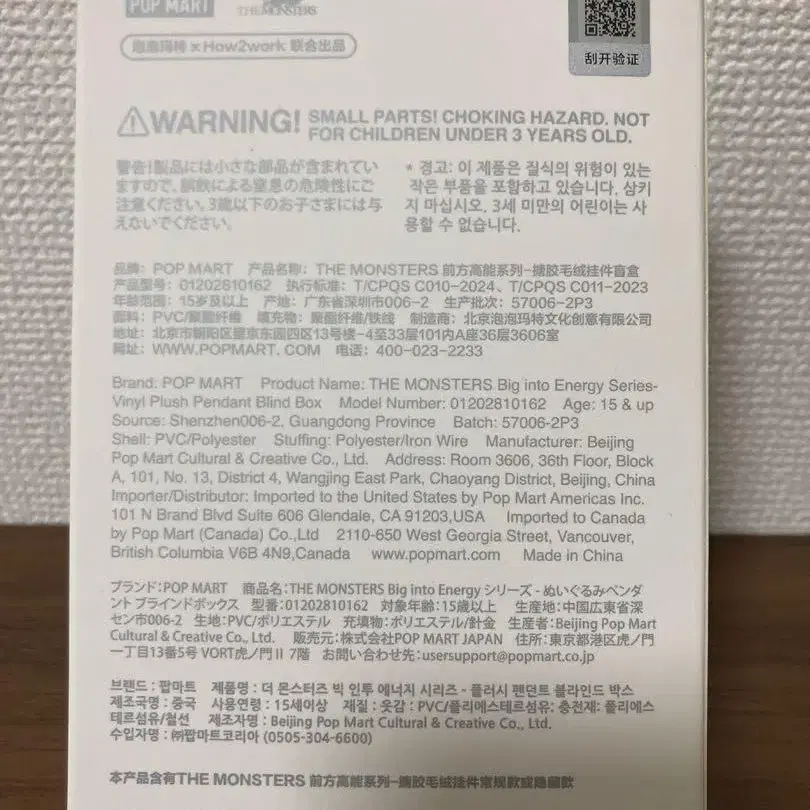 POP MART THE MONSTERS
泡泡玛特 × How2work 联合出品
刮开验证
WARNING! SMALL PARTS! CHOKING HAZARD. NOT
FOR CHILDREN UNDER 3 YEARS OLD.
警告!製品には小さな部品が含まれてい
ますので、誤飲による窒息の危険性にご
注意ください。3歳以下のお子さまには与
えないでください。
* 경고: 이 제품은 질식의 위험이 있는
작은 부품을 포함하고 있습니다. 삼키
지 마십시오. 3세 미만의 어린이는 사
용할 수 없습니다.
品牌: POP MART 产品名称: THE MONSTERS 前方高能系列-搪胶毛绒挂件盲盒
产品型号: 01202810162 执行标准: T/CPQS C010-2024、T/CPQS C011-2023
年龄范围: 15岁及以上 产地: 广东省深圳市006-2 生产批次: 57006-2P3
面料: PVC/聚酯纤维 填充物: 聚酯纤维/铁线 制造商: 北京泡泡玛特文化创意有限公司
地址: 北京市朝阳区望京东园四区13号楼-4至33层101内A座36层3606室
网址: WWW.POPMART.COM 电话: 400-023-2233
Brand: POP MART Product Name: THE MONSTERS Big into Energy Series-
Vinyl Plush Pendant Blind Box Model Number: 01202810162 Age: 15 & up
Source: Shenzhen006-2, Guangdong Province Batch: 57006-2P3
Shell: PVC/Polyester Stuffing: Polyester/Iron Wire Manufacturer: Beijing
Pop Mart Cultural & Creative Co., Ltd. Address: Room 3606, 36th Floor, Block
A, 101, No. 13, District 4, Wangjing East Park, Chaoyang District, Beijing, China
Importer/Distributor: Imported to the United States by Pop Mart Americas Inc.
101 N Brand Blvd Suite 606 Glendale, CA 91203,USA Imported to Canada
by Pop Mart (Canada) Co.,Ltd 2110-650 West Georgia Street, Vancouver,
British Columbia V6B 4N9,Canada www.popmart.com Made in China
ブランド:POP MART 商品名:THE MONSTERS Big into Energy シリーズ - ぬいぐるみペンダ
ント ブラインドボックス 型番:01202810162 対象年齢:15歳以上 生産地:中国広東省深
セン市006-2 生地:PVC/ポリエステル 充填物:ポリエステル/針金 生産者:Beijing Pop Mart
Cultural & Creative Co., Ltd. 販売元:株式会社POP MART JAPAN 住所:東京都港区虎ノ門
一丁目13番5号 VORT虎ノ門Ⅱ 7階 お問い合わせ先:usersupport@popmart.co.jp
브랜드 : 팝마트 제품명 : 더 몬스터즈 빅 인투 에너지 시리즈 - 플러시 펜던트 블라인드 박스
제조국명 : 중국 사용연령 : 15세이상 재질 : 옷감 : PVC/폴리에스테르섬유: 충전재: 폴리에스
테르섬유/철선 제조자명 : Beijing Pop Mart Cultural & Creative Co., Ltd.
수입자명 : ㈜팝마트코리아 (0505-304-6600)
本产品含有THE MONSTERS 前方高能系列-搪胶毛绒挂件常规款或隐藏款